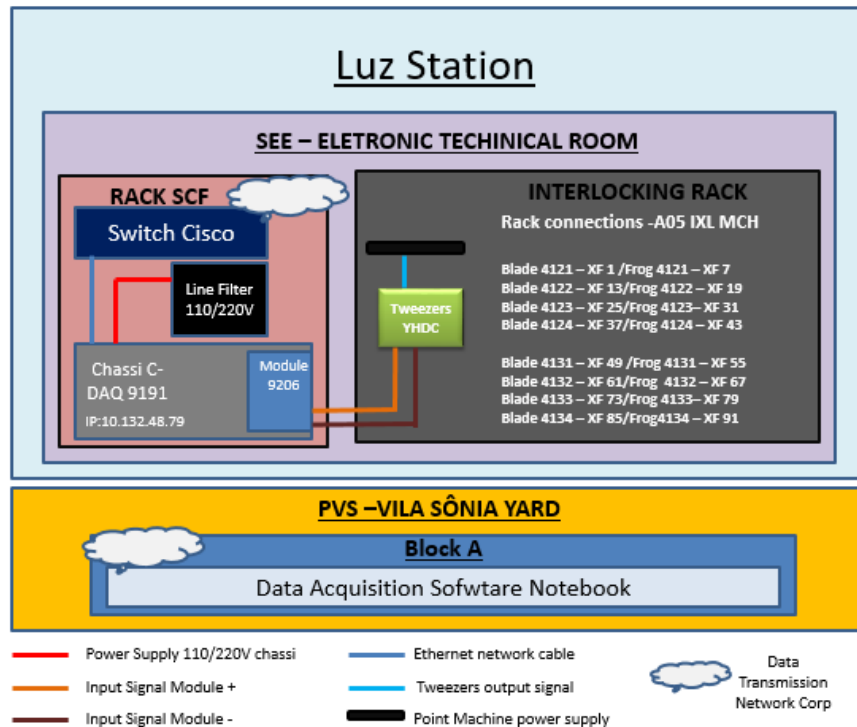 Luz Station
SEE – ELETRONIC TECHINICAL ROOM
RACK SCF
Switch Cisco
Line Filter
110/220V
Chassi C-
DAQ 9191
IP:10.132.48.79
Module
9206
INTERLOCKING RACK
Rack connections -A05 IXL MCH
Tweezers
YHDC
Blade 4121 – XF 1 /Frog 4121 – XF 7
Blade 4122 – XF 13/Frog 4122 – XF 19
Blade 4123 – XF 25/Frog 4123– XF 31
Blade 4124 – XF 37/Frog 4124 – XF 43
Blade 4131 – XF 49 /Frog 4131 – XF 55
Blade 4132 – XF 61/Frog 4132 – XF 67
Blade 4133 – XF 73/Frog 4133– XF 79
Blade 4134 – XF 85/Frog4134 – XF 91
PVS –VILA SÔNIA YARD
Block A
Data Acquisition Sofwtare Notebook
Power Supply 110/220V chassi
Input Signal Module +
Input Signal Module -
Ethernet network cable
Tweezers output signal
Point Machine power supply
Data
Transmission
Network Corp